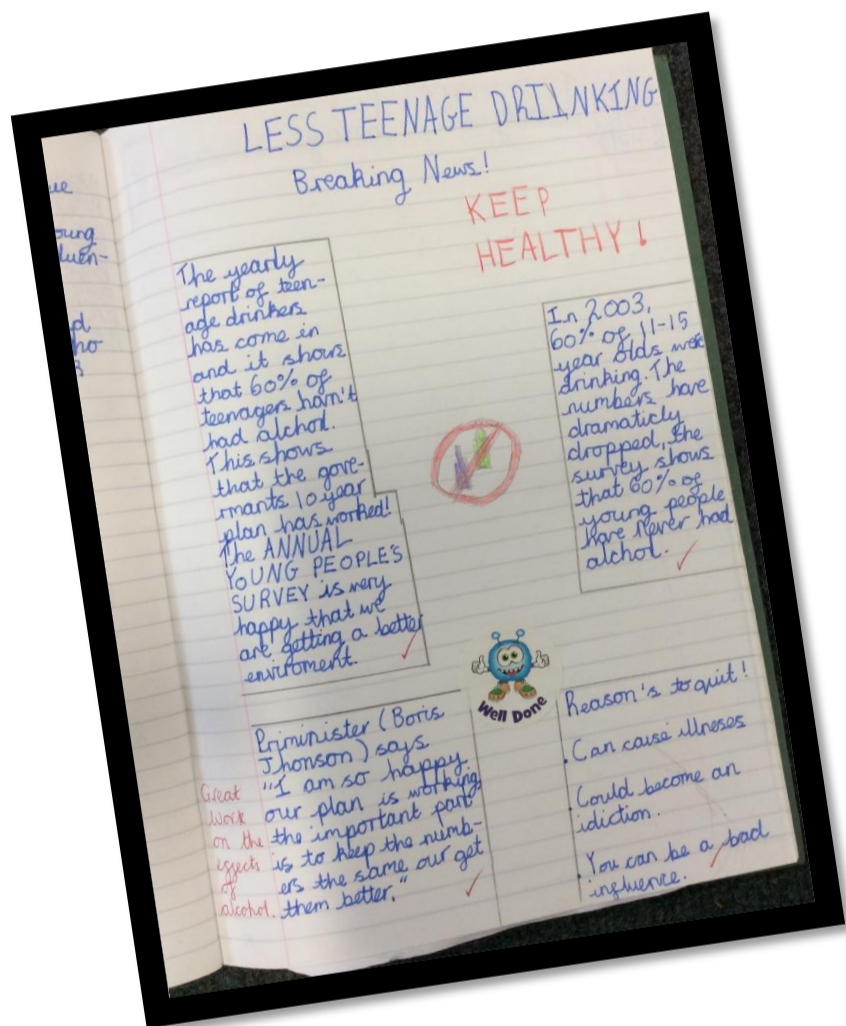 ue
oung
luen-
d
ho
LESS TEENAGE DRIINKING
Breaking News!
KEEP
HEALTHY!
The yearly
report of teen-
age drinkers
has come in
and it shows
that 60% of
teenagers harn't
had alchol.
This shows
that the gove-
rmants 10 year
plan has worked!
The ANNUAL
YOUNG PEOPLE'S
SURVEY is very
happy that we
are getting a better
enviroment.
In 2003,
60% of 11-15
year olds were
drinking. The
numbers have
dramaticly
dropped, the
survey shows
that 60% of
young people
have never had
alchol.
Well Done
Priminister (Boris
Jhonson) says
"I am so happy.
our plan is working
the important part
is to keep the numb-
ers the same our get
them better."
Great
work
on the
effects
of
alcohol.
Reason's to quit!
. Can cause illneses
. Could become an
idiction.
. You can be a bad
influence.